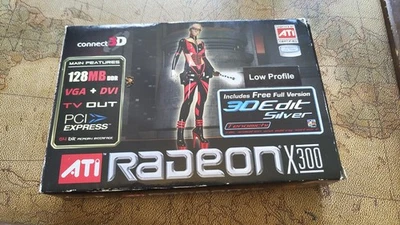 connect3D
MAIN FEATURES
128MB DDR
VGA + DVI
TV OUT
PCI
EXPRESS
ATI
Low Profile
Includes Free Full Version
3D Edit
Silver
ATI RADEON X300